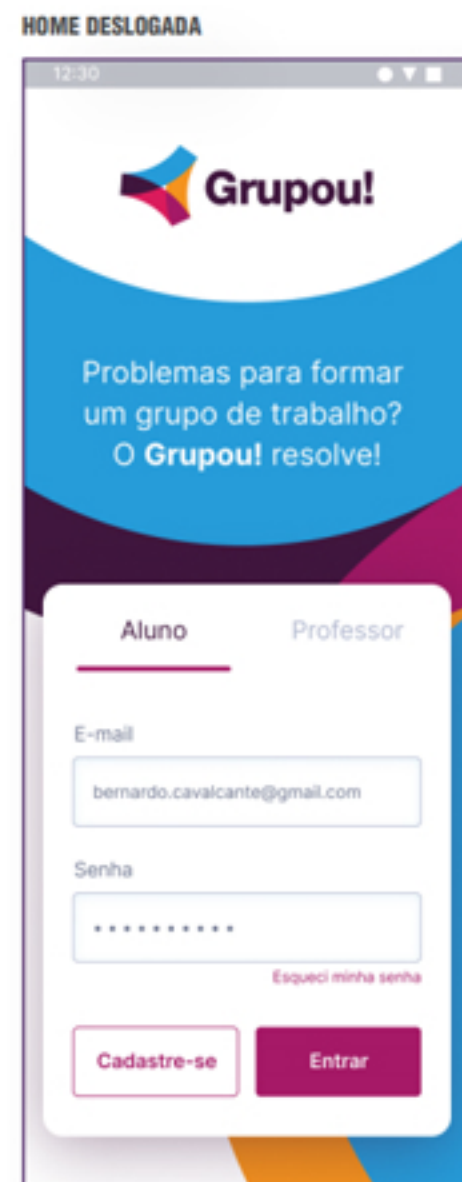 HOME DESLOGADA
12:30
Grupou!
Problemas para formar
um grupo de trabalho?
O Grupou! resolve!
Aluno
Professor
E-mail
bernardo.cavalcante@gmail.com
Senha
Esqueci minha senha
Cadastre-se
Entrar